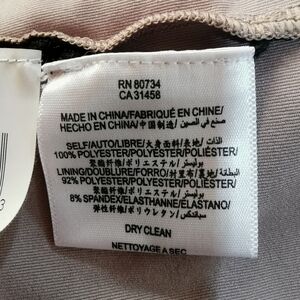 RN 80734
CA 31458
MADE IN CHINA/FABRIQUÉ EN CHINE/
HECHO EN CHINA/中国制造/ صنع في الصين
SELF/AUTO/LÍDER/大身面料/表地/ الذات
100% POLYESTER/POLYESTER/POLIÉSTER/
聚酯纤维/ポリエステル/ بوليستر
LINING/DOUBLURE/FORRO/衬里布/裏地/ البطانة
92% POLYESTER/POLYESTER/POLIÉSTER/
聚酯纤维/ポリエステル/ بوليستر
8% SPANDEX/ELASTHANNE/ELASTANO/
弹性纤维/ポリウレタン/ سباندكس
DRY CLEAN
NETTOYAGE A SEC
3